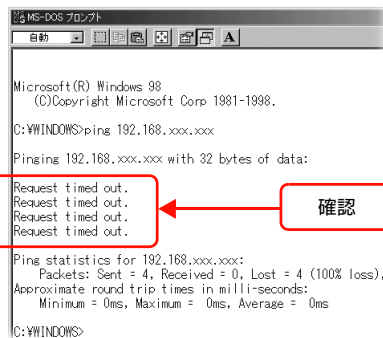 MS-DOS プロンプト
自動
A
Microsoft(R) Windows 98
(C)Copyright Microsoft Corp 1981-1998.
C:¥WINDOWS>ping 192.168.xxx.xxx
Pinging 192.168.xxx.xxx with 32 bytes of data:
Request timed out.
Request timed out.
Request timed out.
Request timed out.
確認
Ping statistics for 192.168.xxx.xxx:
Packets: Sent = 4, Received = 0, Lost = 4 (100% loss),
Approximate round trip times in milli-seconds:
Minimum = 0ms, Maximum = 0ms, Average = 0ms
C:¥WINDOWS>